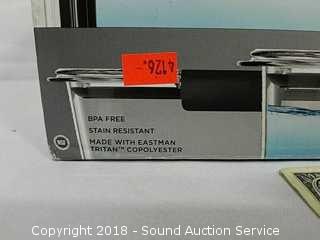 4126.-
BPA FREE
STAIN RESISTANT
MADE WITH EASTMAN
TRITAN™ COPOLYESTER
Copyright 2018 - Sound Auction Service